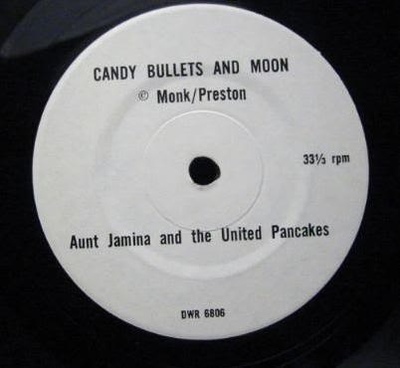 CANDY BULLETS AND MOON
© Monk/Preston
33⅓ rpm
Aunt Jamina and the United Pancakes
DWR 6806